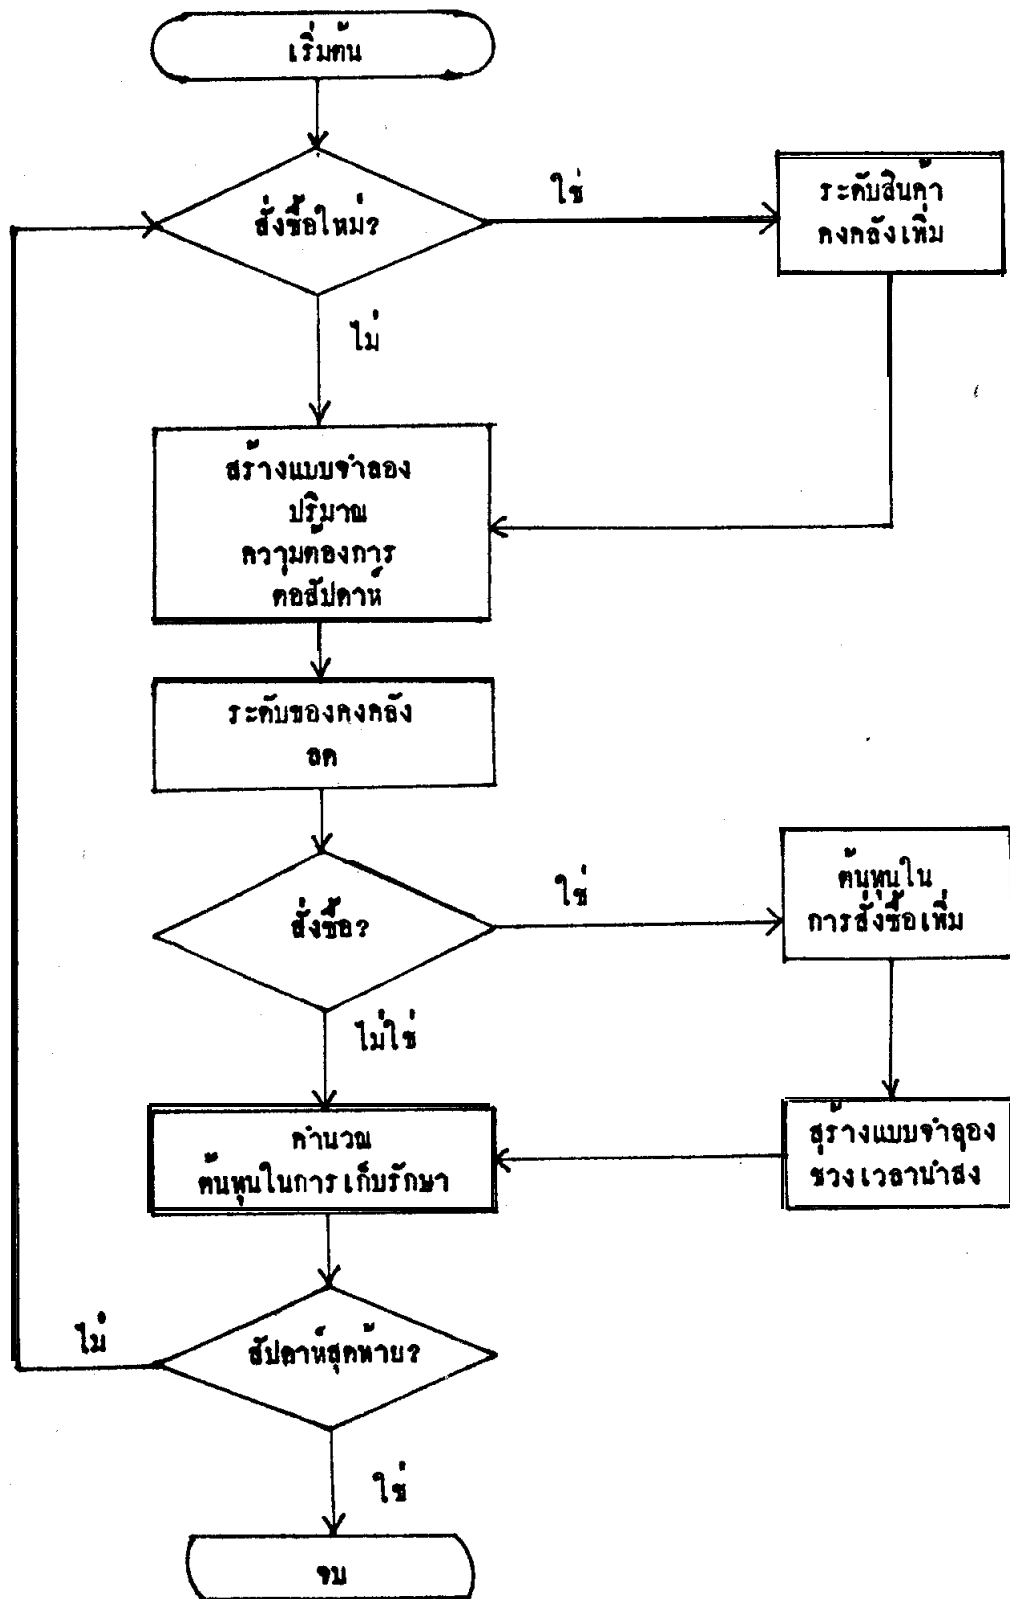 เริ่มต้น
สั่งซื้อใหม่?
ใช่
ระดับสินค้า
คงคลังเพิ่ม
ไม่
สร้างแบบจำลอง
ปริมาณ
ความต้องการ
ต่อสัปดาห์
ระดับของคงคลัง
ลด
สั่งซื้อ?
ใช่
ต้นทุนใน
การสั่งซื้อเพิ่ม
ไม่ใช่
คำนวณ
ต้นทุนในการเก็บรักษา
สร้างแบบจำลอง
ช่วงเวลานำส่ง
ไม่
สัปดาห์สุดท้าย?
ใช่
จบ